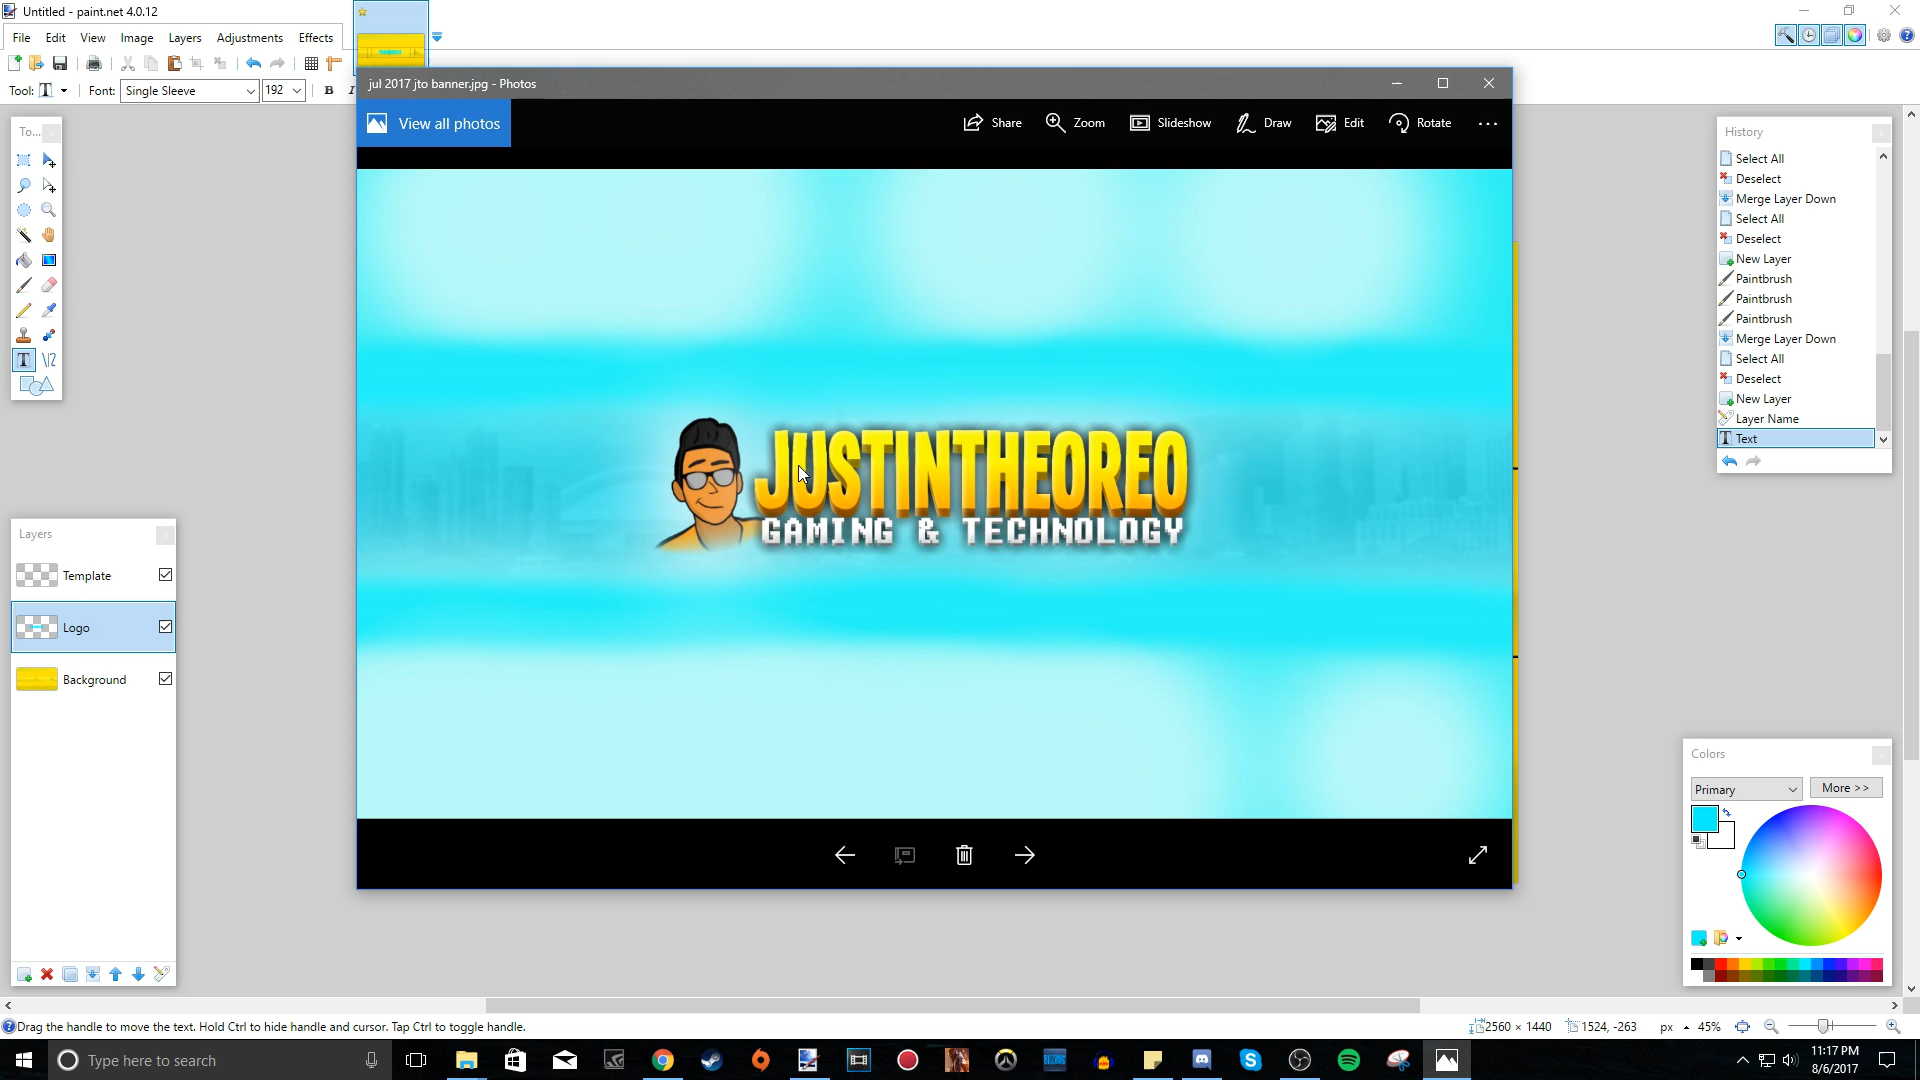 Untitled - paint.net 4.0.12
File Edit View Image Layers Adjustments Effects
Tool: Font: Single Sleeve 192 B I
jul 2017 jto banner.jpg - Photos
View all photos
Share Zoom Slideshow Draw Edit Rotate
To...
JUSTINTHEOREO
GAMING & TECHNOLOGY
History
Select All
Deselect
Merge Layer Down
Select All
Deselect
New Layer
Paintbrush
Paintbrush
Paintbrush
Merge Layer Down
Select All
Deselect
New Layer
Layer Name
Text
Layers
Template
Logo
Background
Colors
Primary More >>
Drag the handle to move the text. Hold Ctrl to hide handle and cursor. Tap Ctrl to toggle handle.
2560 × 1440 1524, -263 px 45%
Type here to search
11:17 PM
8/6/2017